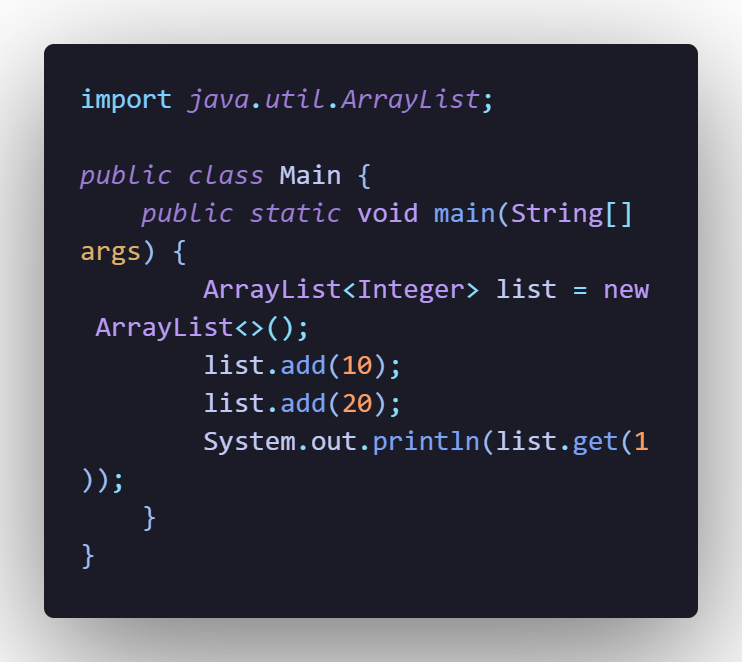 import java.util.ArrayList;
public class Main {
    public static void main(String[]
args) {
        ArrayList<Integer> list = new
 ArrayList<>();
        list.add(10);
        list.add(20);
        System.out.println(list.get(1
));
    }
}